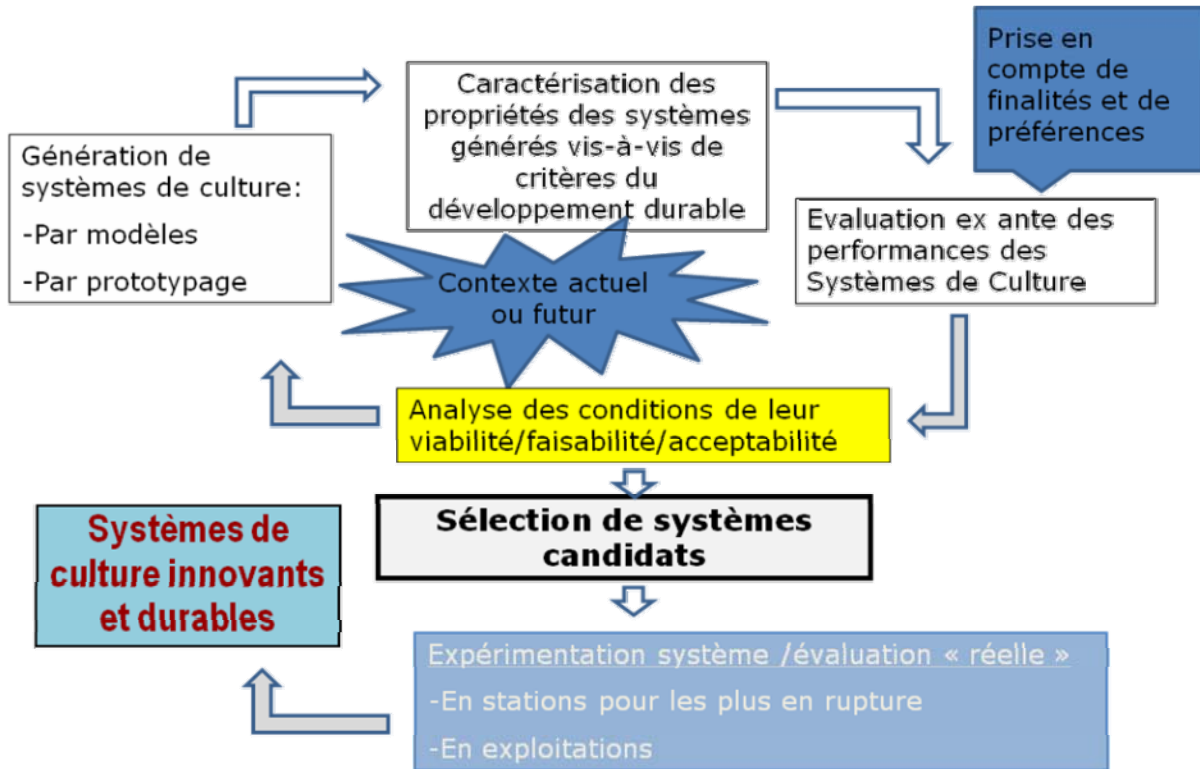 Génération de
systèmes de culture:
-Par modèles
-Par prototypage
Caractérisation des
propriétés des systèmes
générés vis-à-vis de
critères du
développement durable
Prise en
compte de
finalités et de
préférences
Evaluation ex ante des
performances des
Systèmes de Culture
Contexte actuel
ou futur
Analyse des conditions de leur
viabilité/faisabilité/acceptabilité
Sélection de systèmes
candidats
Systèmes de
culture innovants
et durables
Expérimentation système /évaluation « réelle »
-En stations pour les plus en rupture
-En exploitations